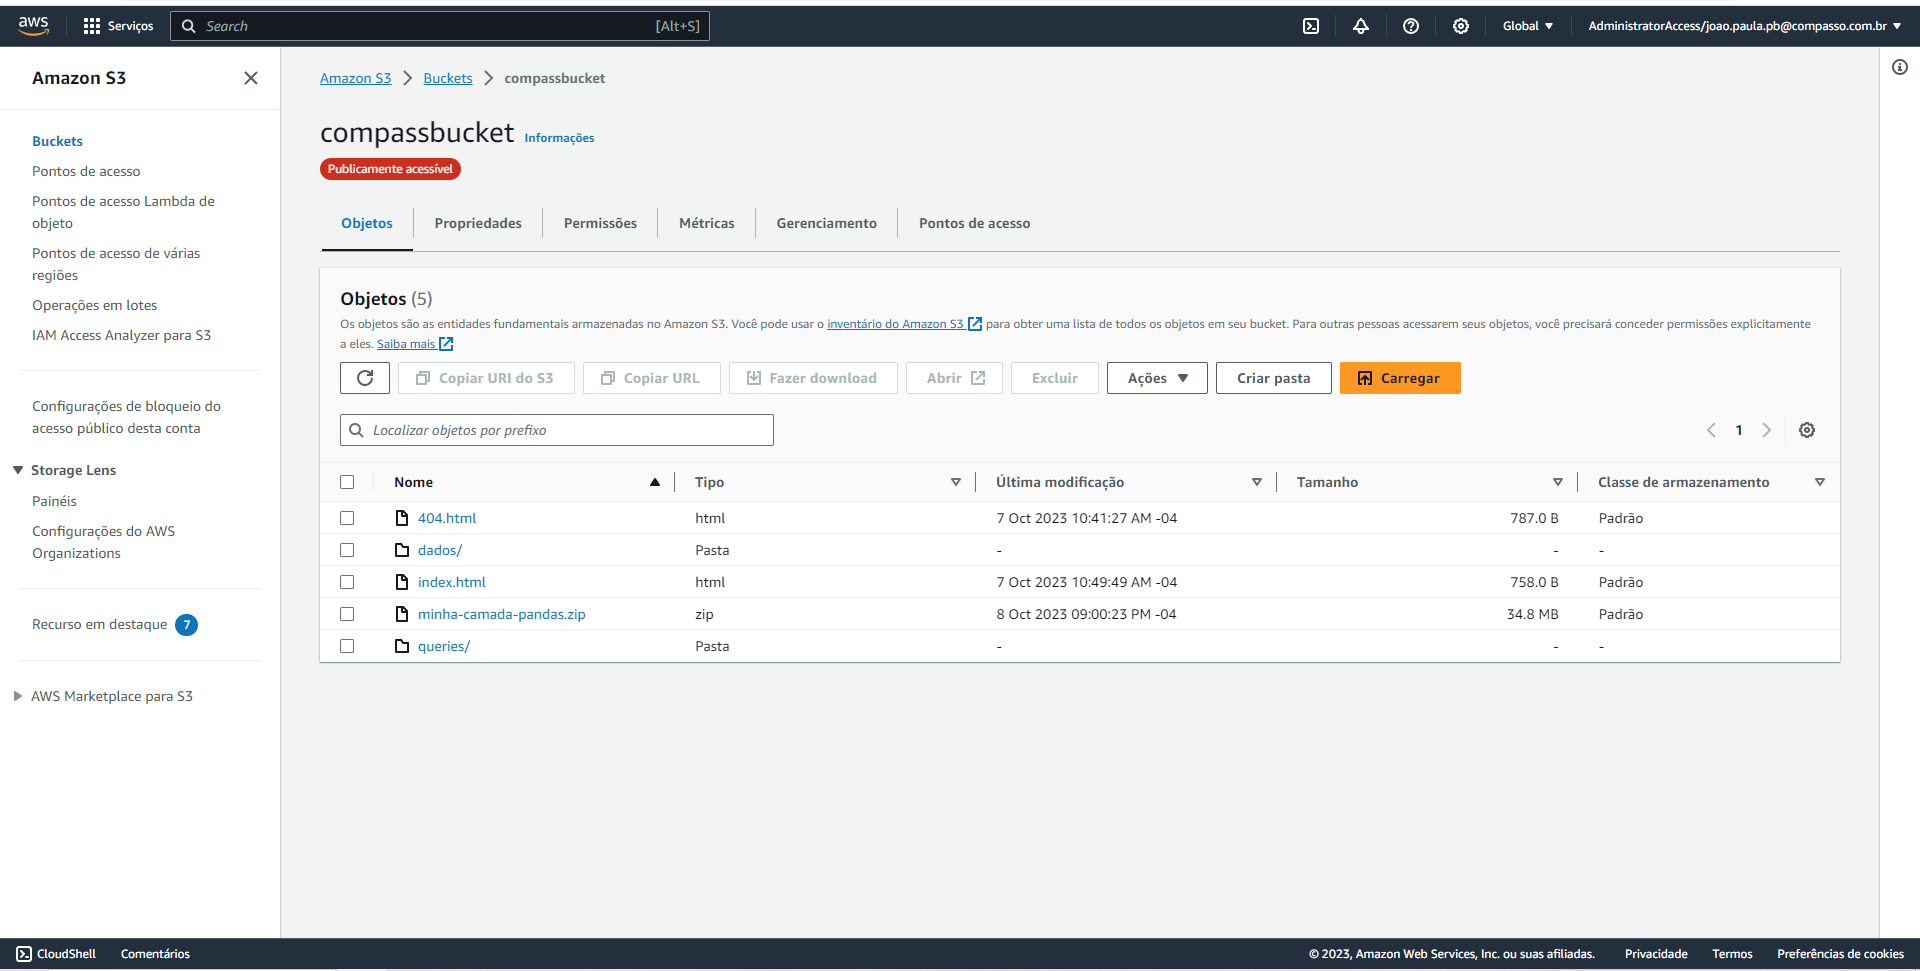 aws
Serviços
Search
[Alt+S]
Global
AdministratorAccess/joao.paula.pb@compasso.com.br
Amazon S3
Buckets
Pontos de acesso
Pontos de acesso Lambda de
objeto
Pontos de acesso de várias
regiões
Operações em lotes
IAM Access Analyzer para S3
Configurações de bloqueio do
acesso público desta conta
Storage Lens
Painéis
Configurações do AWS
Organizations
Recurso em destaque 7
AWS Marketplace para S3
Amazon S3 Buckets compassbucket
compassbucket Informações
Publicamente acessível
Objetos Propriedades Permissões Métricas Gerenciamento Pontos de acesso
Objetos (5)
Os objetos são as entidades fundamentais armazenadas no Amazon S3. Você pode usar o inventário do Amazon S3 para obter uma lista de todos os objetos em seu bucket. Para outras pessoas acessarem seus objetos, você precisará conceder permissões explicitamente
a eles. Saiba mais
Copiar URI do S3 Copiar URL Fazer download Abrir Excluir Ações Criar pasta Carregar
Localizar objetos por prefixo
1
Nome Tipo Última modificação Tamanho Classe de armazenamento
404.html html 7 Oct 2023 10:41:27 AM -04 787.0 B Padrão
dados/ Pasta - - -
index.html html 7 Oct 2023 10:49:49 AM -04 758.0 B Padrão
minha-camada-pandas.zip zip 8 Oct 2023 09:00:23 PM -04 34.8 MB Padrão
queries/ Pasta - - -
CloudShell Comentários © 2023, Amazon Web Services, Inc. ou suas afiliadas. Privacidade Termos Preferências de cookies